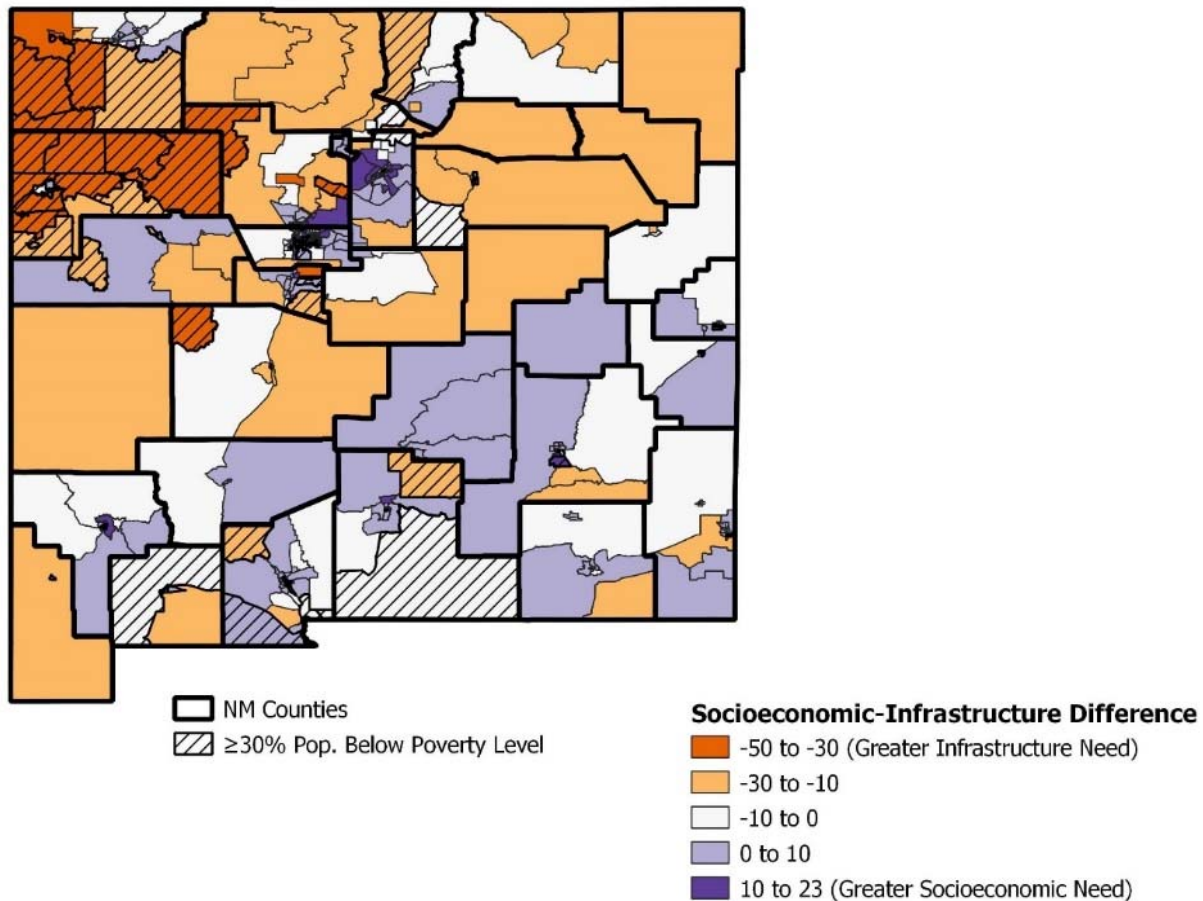 NM Counties
≥30% Pop. Below Poverty Level
Socioeconomic-Infrastructure Difference
-50 to -30 (Greater Infrastructure Need)
-30 to -10
-10 to 0
0 to 10
10 to 23 (Greater Socioeconomic Need)